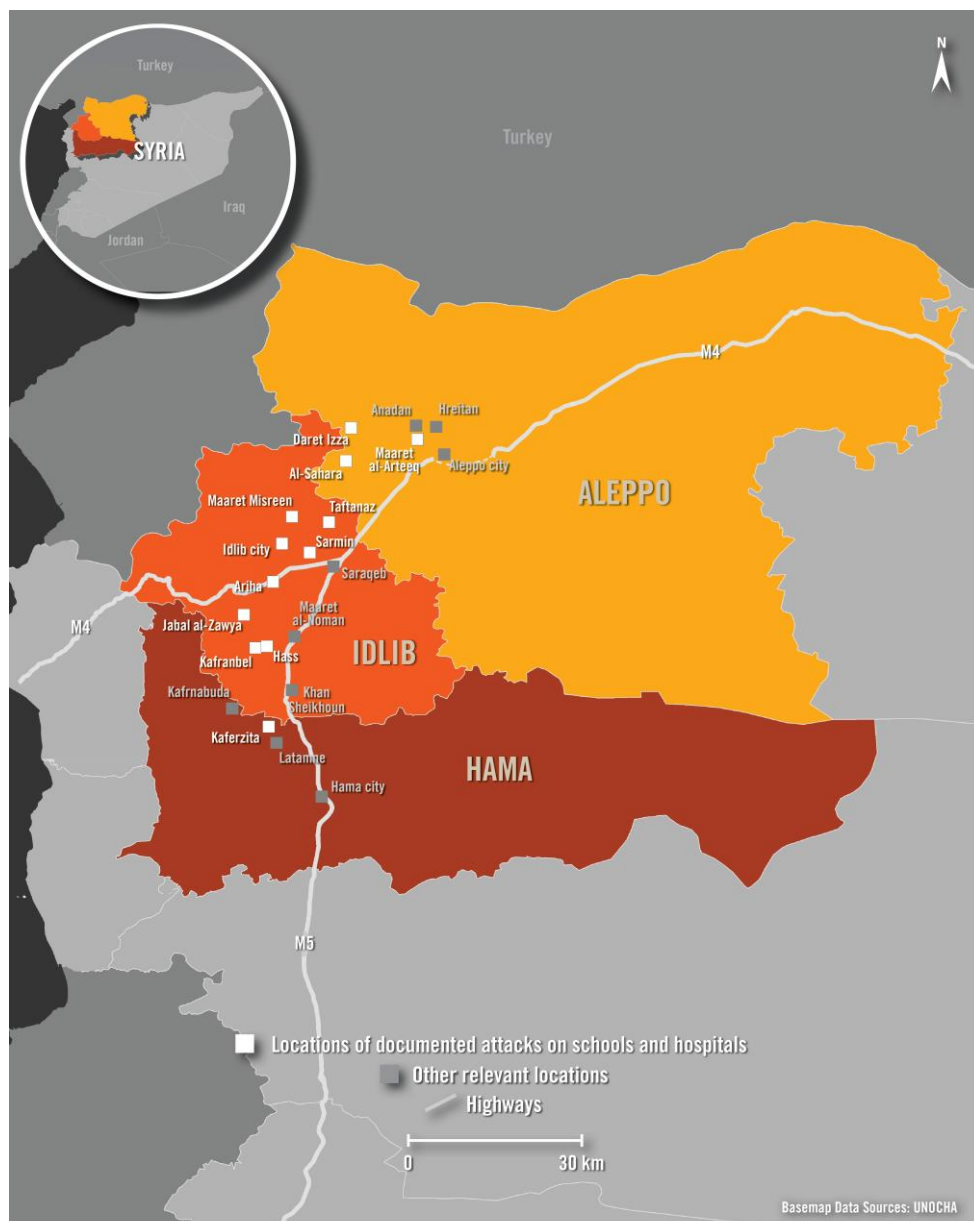 Turkey
SYRIA
Iraq
Jordan
N
Turkey
M4
Anadan
Hreitan
Daret Izza
Maaret
al-Arteeq
Aleppo city
Al-Sahara
ALEPPO
Maaret Misreen
Taftanaz
Idlib city
Sarmin
Saraqeb
Ariha
Maaret
al-Noman
Jabal al-Zawya
M4
IDLIB
Kafranbel
Hass
Kafrnabuda
Khan
Sheikhoun
Kaferzita
Latamne
HAMA
Hama city
M5
Locations of documented attacks on schools and hospitals
Other relevant locations
Highways
0
30 km
Basemap Data Sources: UNOCHA